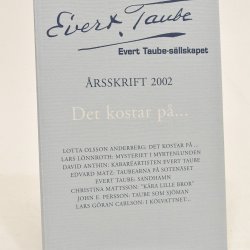 Evert Taube
Evert Taube-sällskapet
ÅRSSKRIFT 2002
Det kostar på...
LOTTA OLSSON ANDERBERG: DET KOSTAR PÅ...
LARS LÖNNROTH: MYSTERIET I MYRTENLUNDEN
DAVID ANTHIN: KABARÉARTISTEN EVERT TAUBE
EDVARD MATZ: TAUBEARNA PÅ SOTENÄSET
EVERT TAUBE: SANDHAMN
CHRISTINA MATTSSON: "KÄRA LILLE BROR"
JOHN E. PERSSON: TAUBE SOM SJÖMAN
LARS GÖRAN CARLSON: I KÖLVATTNET...